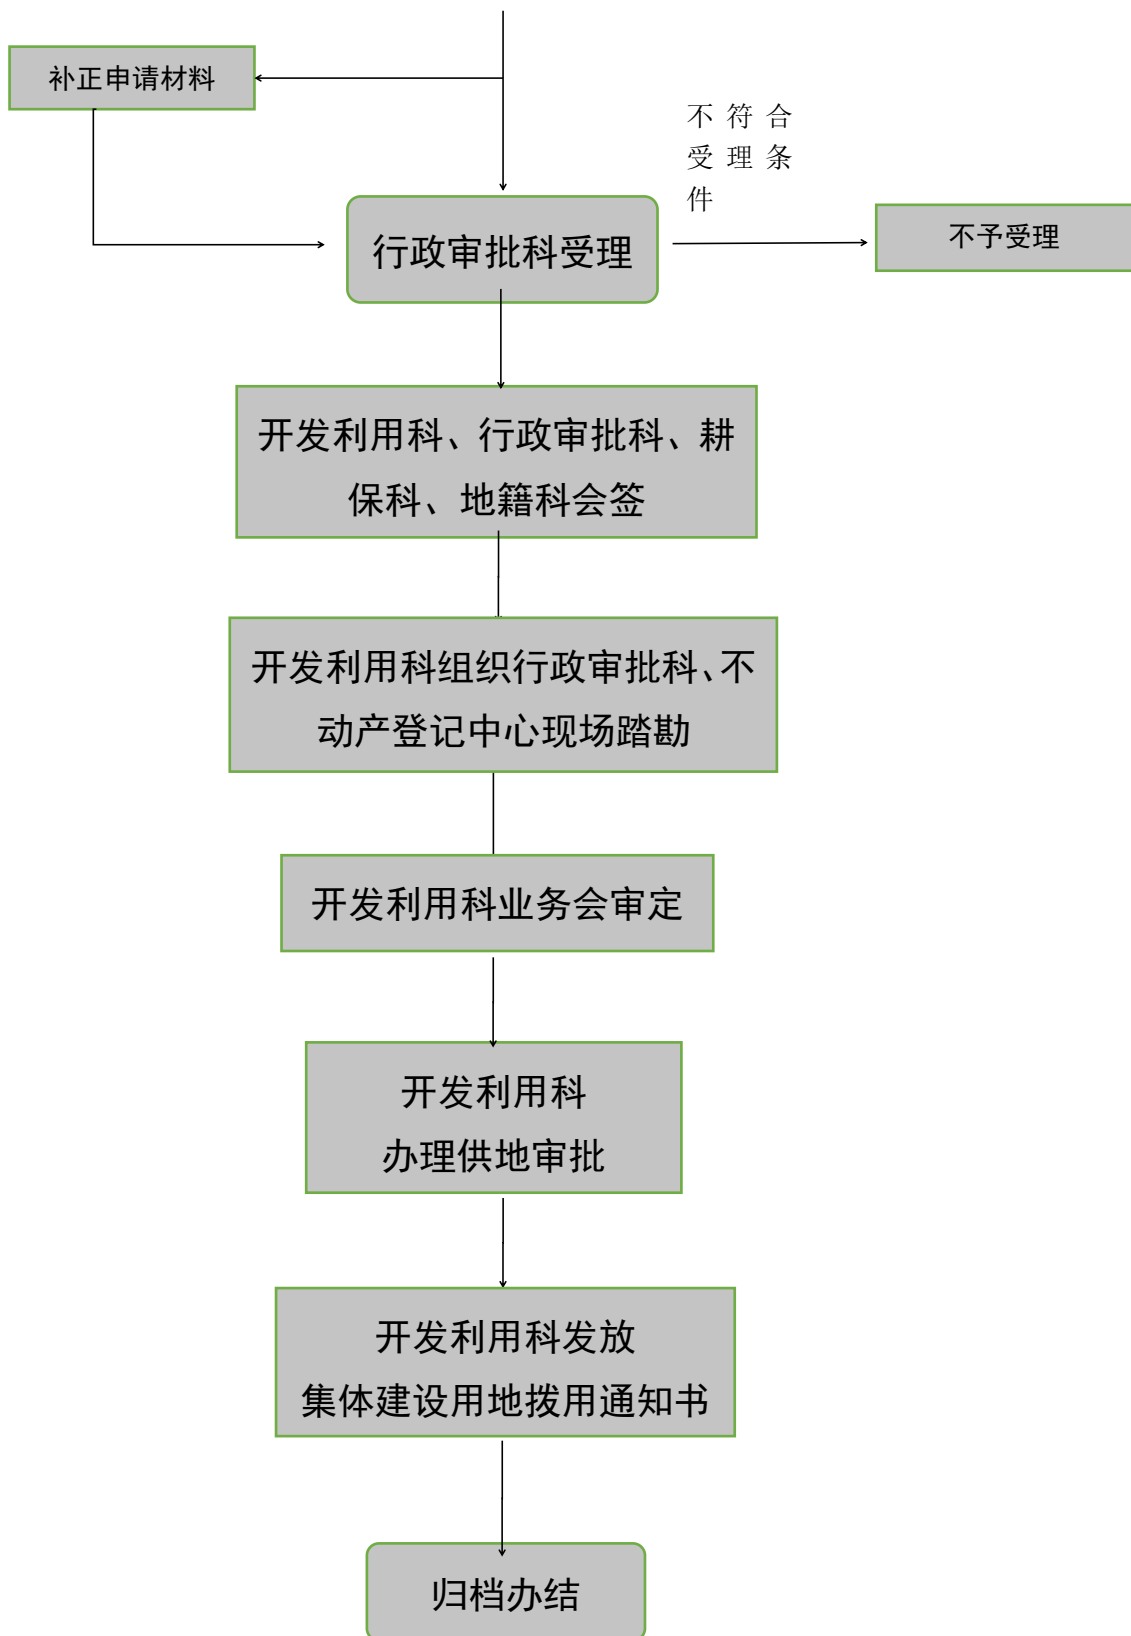 补正申请材料
不符合
受理条
件
行政审批科受理
不予受理
开发利用科、行政审批科、耕
保科、地籍科会签
开发利用科组织行政审批科、不
动产登记中心现场踏勘
开发利用科业务会审定
开发利用科
办理供地审批
开发利用科发放
集体建设用地拨用通知书
归档办结